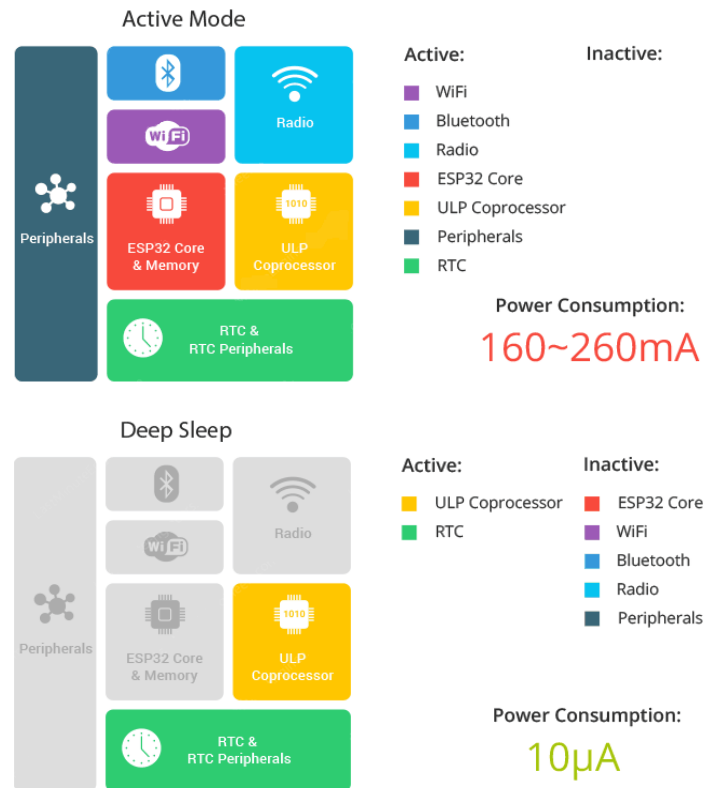 Active Mode
Peripherals
WiFi
Radio
ESP32 Core
& Memory
1010
ULP
Coprocessor
RTC &
RTC Peripherals
Active:
WiFi
Bluetooth
Radio
ESP32 Core
ULP Coprocessor
Peripherals
RTC
Inactive:
Power Consumption:
160~260mA
Deep Sleep
Peripherals
WiFi
Radio
ESP32 Core
& Memory
1010
ULP
Coprocessor
RTC &
RTC Peripherals
Active:
ULP Coprocessor
RTC
Inactive:
ESP32 Core
WiFi
Bluetooth
Radio
Peripherals
Power Consumption:
10μA